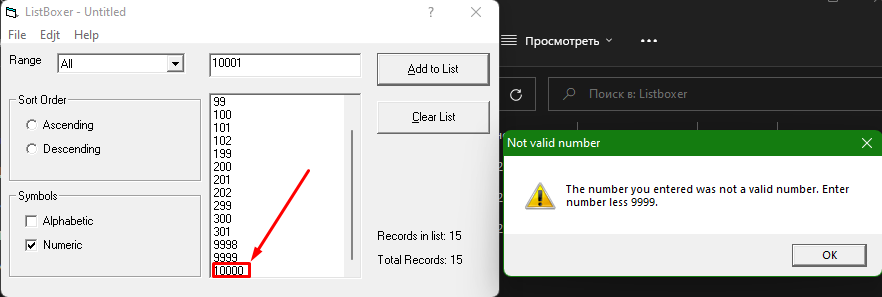 ListBoxer - Untitled
File Edjt Help
Range All 10001 Add to List
Clear List
Sort Order
Ascending
Descending
Symbols
Alphabetic
Numeric
99
100
101
102
199
200
201
202
299
300
301
9998
9999
10000
Records in list: 15
Total Records: 15
Просмотреть
Поиск в: Listboxer
Not valid number
The number you entered was not a valid number. Enter
number less 9999.
OK